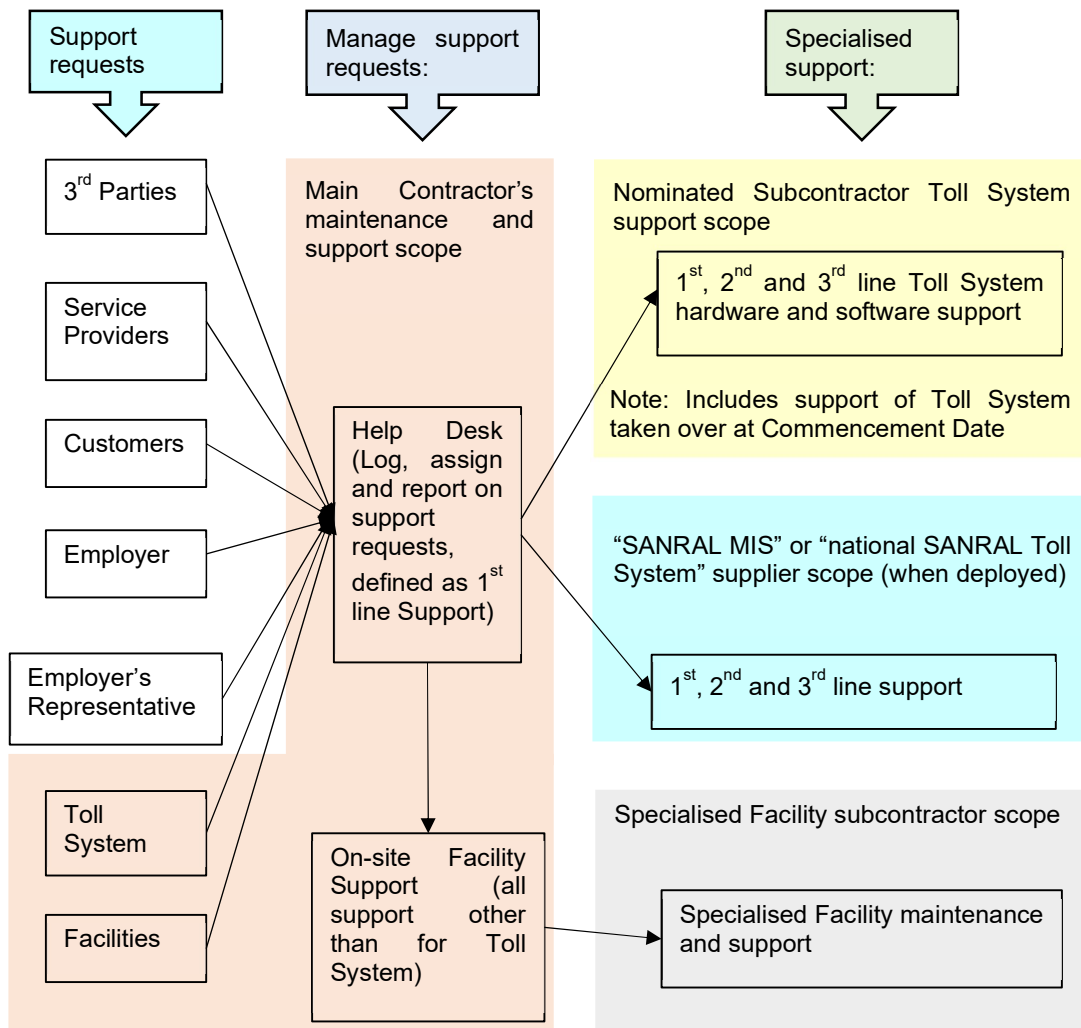 Support
requests
Manage support
requests:
Specialised
support:
3rd Parties
Service
Providers
Customers
Employer
Employer’s
Representative
Toll
System
Facilities
Main Contractor’s
maintenance and
support scope
Help Desk
(Log, assign
and report on
support
requests,
defined as 1st
line Support)
On-site Facility
Support (all
support other
than for Toll
System)
Nominated Subcontractor Toll System
support scope
1st, 2nd and 3rd line Toll System
hardware and software support
Note: Includes support of Toll System
taken over at Commencement Date
“SANRAL MIS” or “national SANRAL Toll
System” supplier scope (when deployed)
1st, 2nd and 3rd line support
Specialised Facility subcontractor scope
Specialised Facility maintenance
and support